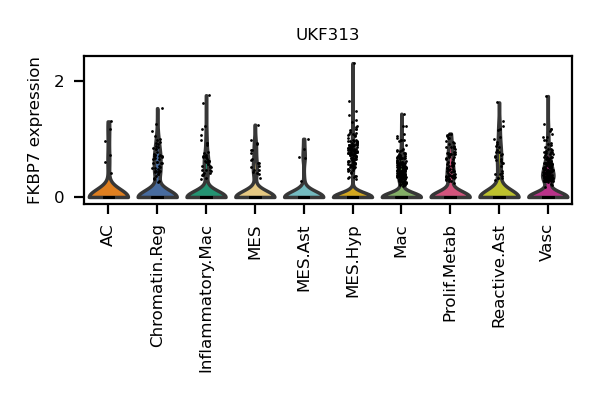 UKF313
FKBP7 expression
2
0
AC
Chromatin.Reg
Inflammatory.Mac
MES
MES.Ast
MES.Hyp
Mac
Prolif.Metab
Reactive.Ast
Vasc